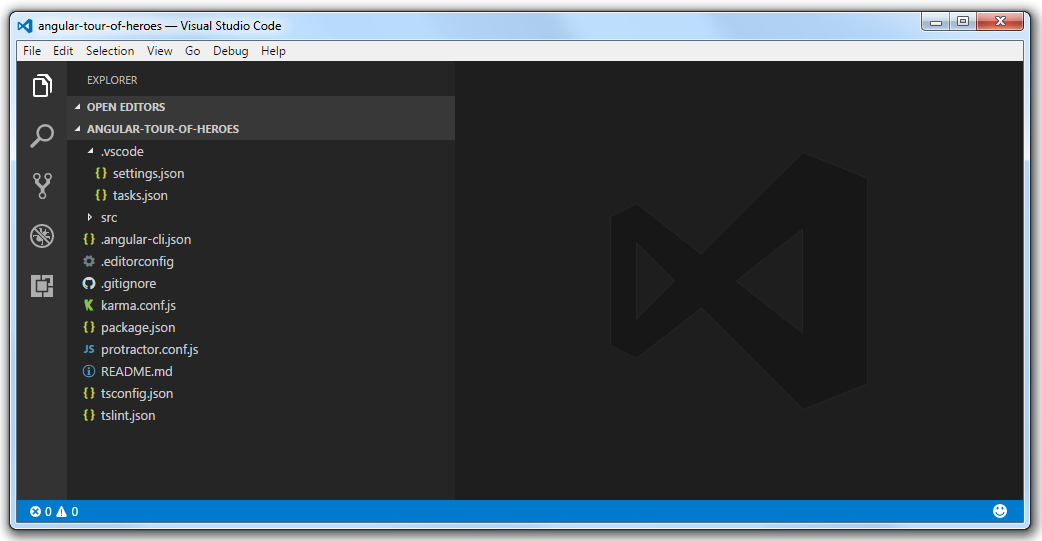 angular-tour-of-heroes — Visual Studio Code
File Edit Selection View Go Debug Help
EXPLORER
OPEN EDITORS
ANGULAR-TOUR-OF-HEROES
.vscode
{} settings.json
{} tasks.json
src
{} .angular-cli.json
.editorconfig
.gitignore
karma.conf.js
{} package.json
JS protractor.conf.js
README.md
{} tsconfig.json
{} tslint.json
0 0